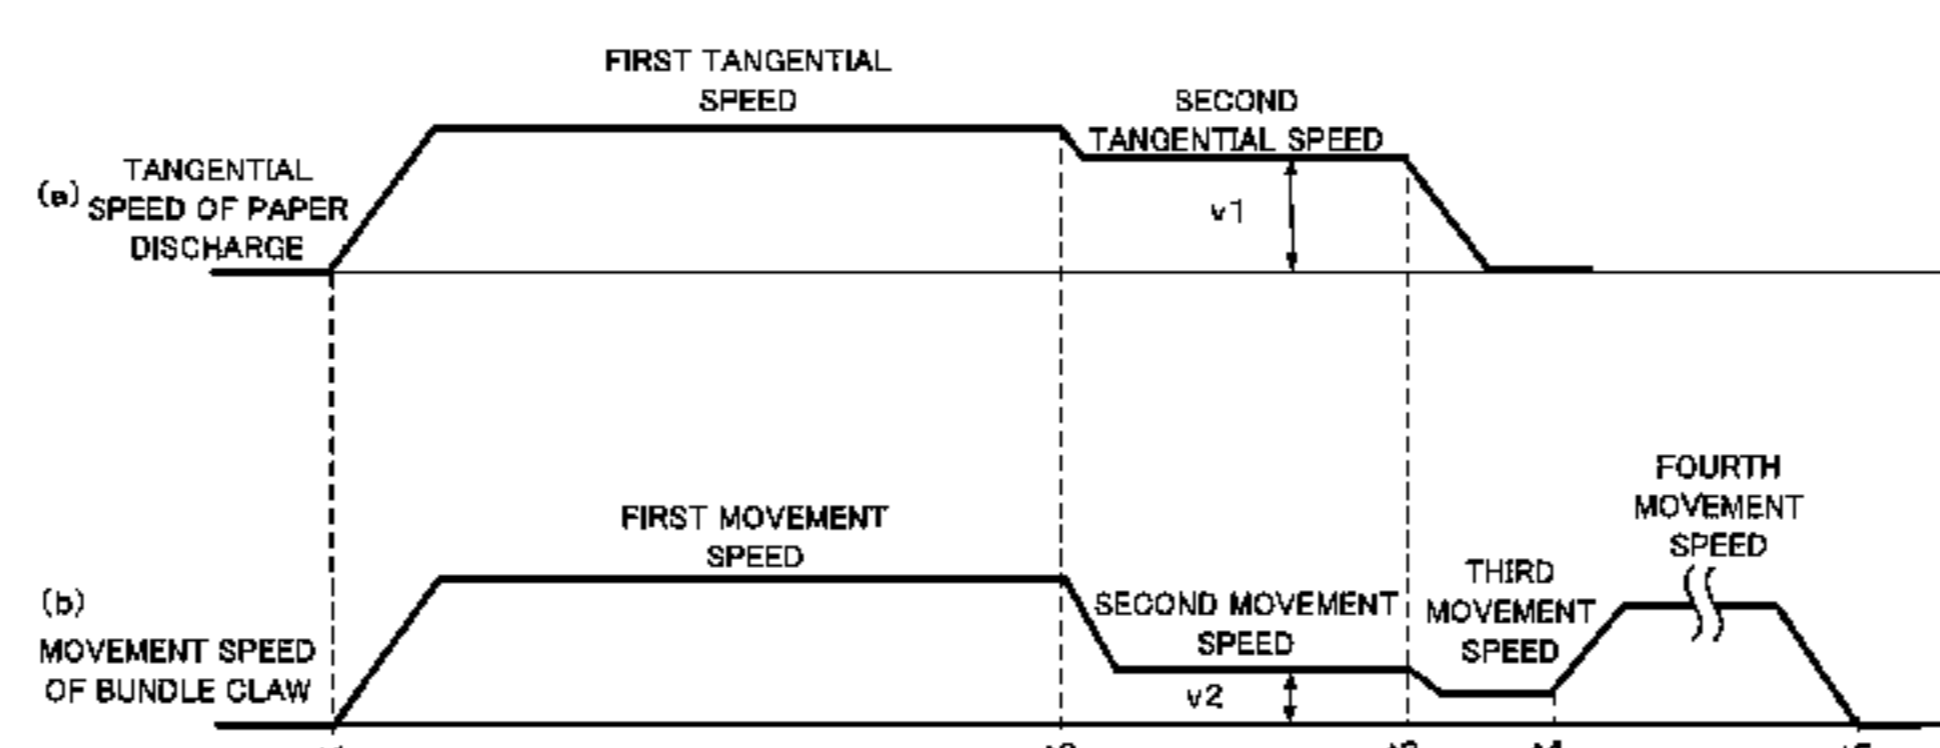 FIRST TANGENTIAL
SPEED
SECOND
TANGENTIAL SPEED
(a)
TANGENTIAL
SPEED OF PAPER
DISCHARGE
v1
FIRST MOVEMENT
SPEED
SECOND MOVEMENT
SPEED
v2
THIRD
MOVEMENT
SPEED
FOURTH
MOVEMENT
SPEED
(b)
MOVEMENT SPEED
OF BUNDLE CLAW